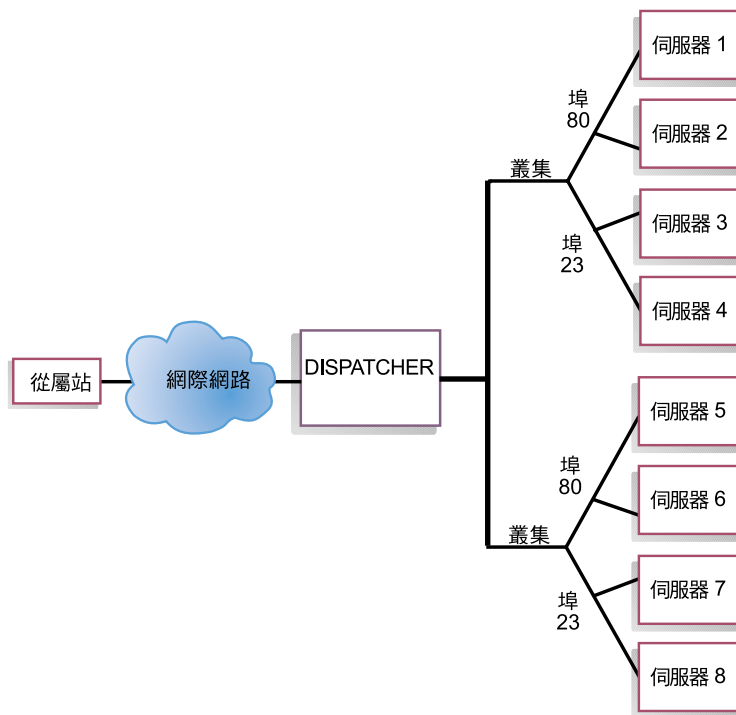 伺服器 1
埠
80
伺服器 2
叢集
伺服器 3
埠
23
伺服器 4
從屬站
網際網路
DISPATCHER
伺服器 5
埠
80
伺服器 6
叢集
伺服器 7
埠
23
伺服器 8